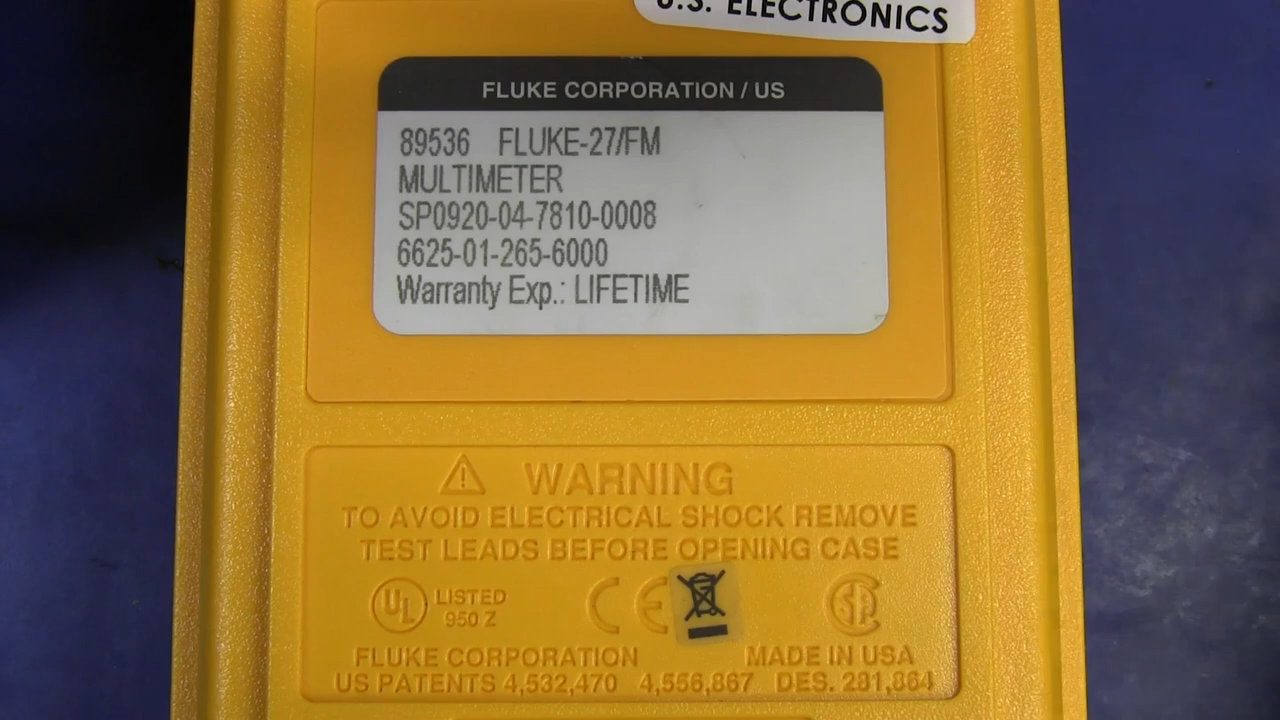 U.S. ELECTRONICS
FLUKE CORPORATION / US
89536 FLUKE-27/FM
MULTIMETER
SP0920-04-7810-0008
6625-01-265-6000
Warranty Exp.: LIFETIME
WARNING
TO AVOID ELECTRICAL SHOCK REMOVE
TEST LEADS BEFORE OPENING CASE
UL LISTED
950 Z
CE
SP
FLUKE CORPORATION MADE IN USA
US PATENTS 4,532,470 4,556,867 DES. 281,864